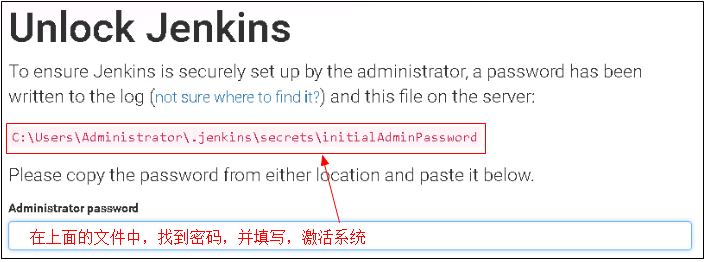 Unlock Jenkins
To ensure Jenkins is securely set up by the administrator, a password has been
written to the log (not sure where to find it?) and this file on the server:
C:\Users\Administrator\.jenkins\secrets\initialAdminPassword
Please copy the password from either location and paste it below.
Administrator password
在上面的文件中，找到密码，并填写，激活系统